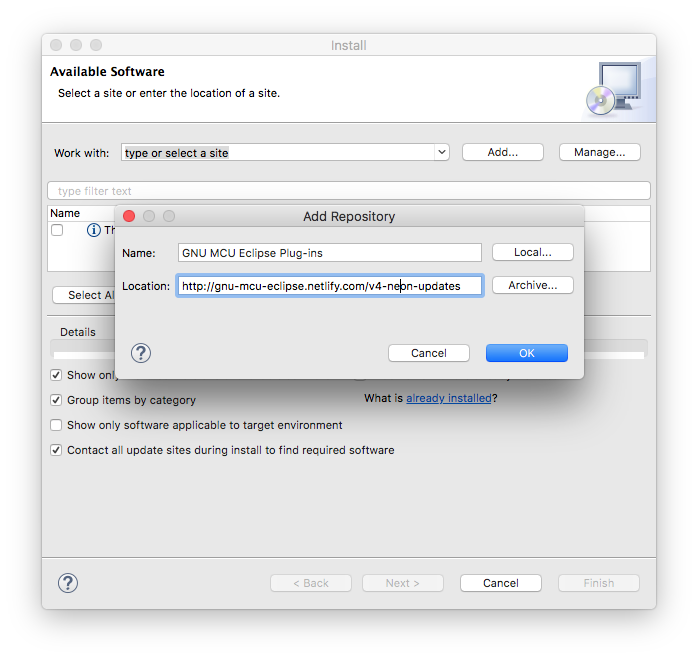 Install
Available Software
Select a site or enter the location of a site.
Work with: type or select a site Add... Manage...
type filter text
Name
Add Repository
Name: GNU MCU Eclipse Plug-ins Local...
Location: http://gnu-mcu-eclipse.netlify.com/v4-neon-updates Archive...
Select
Details
? Cancel OK
Show only
Group items by category What is already installed?
Show only software applicable to target environment
Contact all update sites during install to find required software
? < Back Next > Cancel Finish